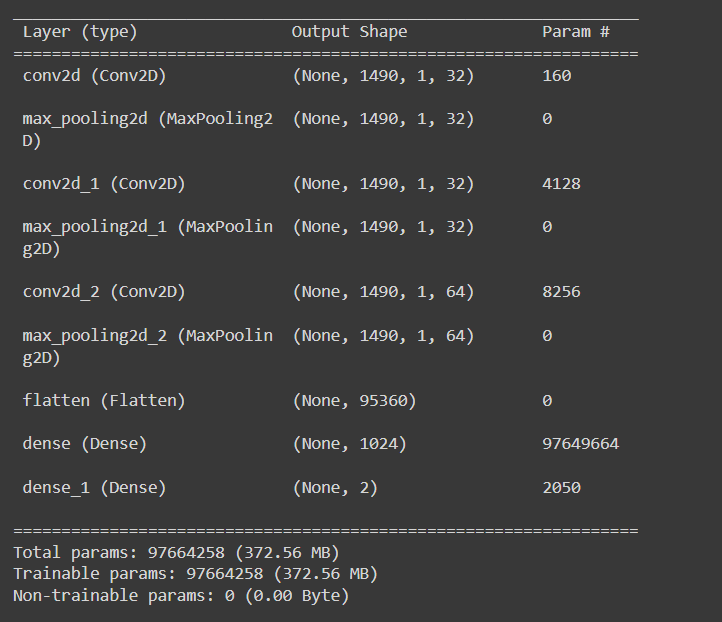 Layer (type) Output Shape Param #
=================================================================
conv2d (Conv2D) (None, 1490, 1, 32) 160
max_pooling2d (MaxPooling2 (None, 1490, 1, 32) 0
D)
conv2d_1 (Conv2D) (None, 1490, 1, 32) 4128
max_pooling2d_1 (MaxPoolin (None, 1490, 1, 32) 0
g2D)
conv2d_2 (Conv2D) (None, 1490, 1, 64) 8256
max_pooling2d_2 (MaxPoolin (None, 1490, 1, 64) 0
g2D)
flatten (Flatten) (None, 95360) 0
dense (Dense) (None, 1024) 97649664
dense_1 (Dense) (None, 2) 2050
=================================================================
Total params: 97664258 (372.56 MB)
Trainable params: 97664258 (372.56 MB)
Non-trainable params: 0 (0.00 Byte)